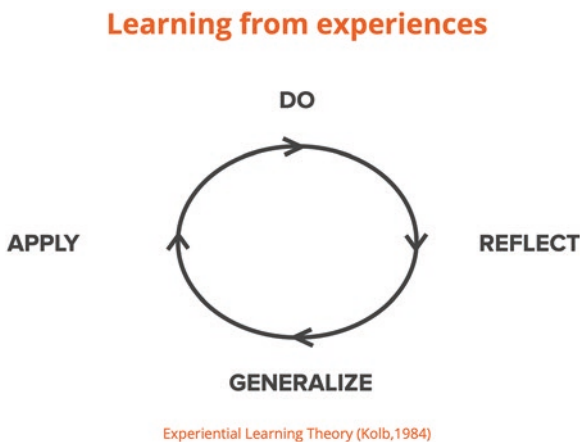 Learning from experiences
DO
APPLY
REFLECT
GENERALIZE
Experiential Learning Theory (Kolb,1984)